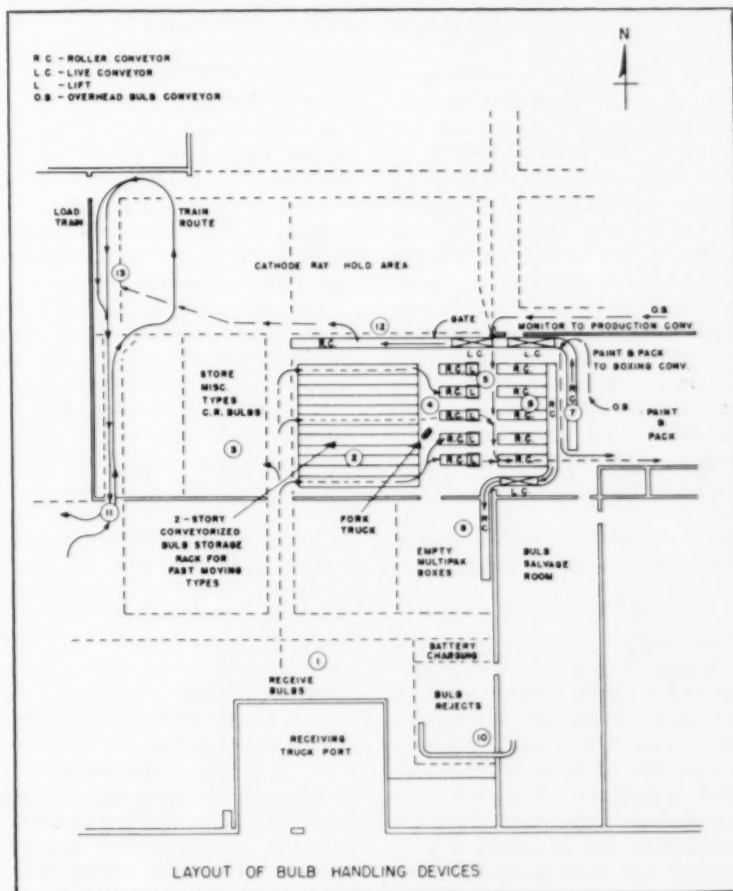 N
R.C. - ROLLER CONVEYOR
L.C. - LIVE CONVEYOR
L - LIFT
O.B. - OVERHEAD BULB CONVEYOR
LOAD
TRAIN
TRAIN
ROUTE
13
CATHODE RAY HOLD AREA
12
GATE
O.B.
MONITOR TO PRODUCTION CONV.
R.C.
L.C.
L.C.
PAINT & PACK
TO BOXING CONV.
STORE
MISC.
TYPES
C.R. BULBS
R.C. L
5
R.C.
R.C. L
R.C.
4
6
R.C.
R.C.
7
O.B.
R.C. L
R.C.
PAINT
&
PACK
R.C. L
R.C.
3
2
R.C. L
R.C.
L.C.
11
2-STORY
CONVEYORIZED
BULB STORAGE
RACK FOR
FAST MOVING
TYPES
FORK
TRUCK
9
R.C.
EMPTY
MULTIPAK
BOXES
BULB
SALVAGE
ROOM
1
RECEIVE
BULBS
BATTERY
CHARGING
BULB
REJECTS
10
RECEIVING
TRUCK PORT
LAYOUT OF BULB HANDLING DEVICES